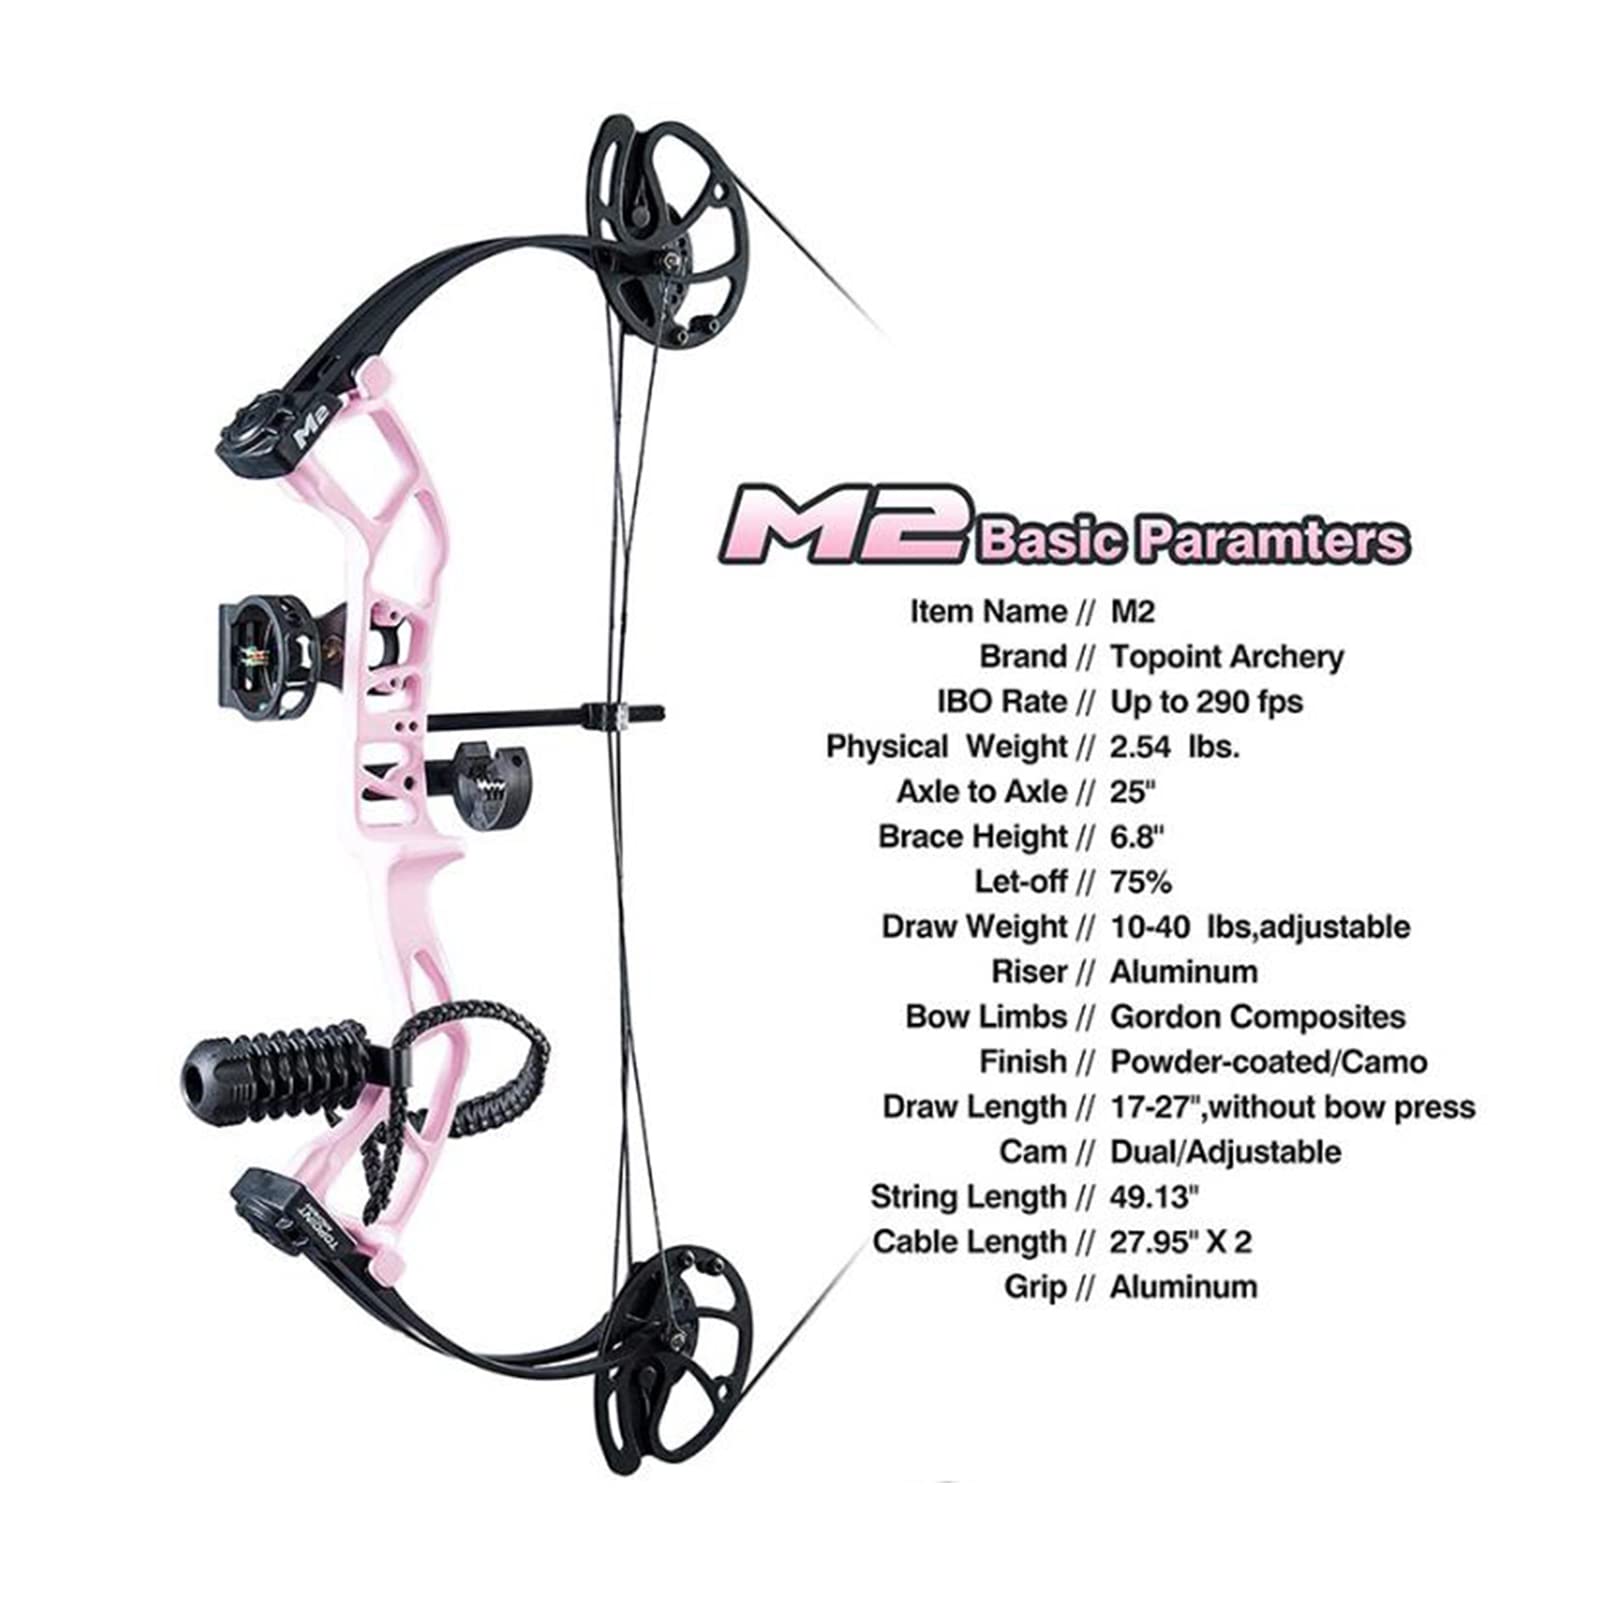 M2
M2 Basic Paramters
Item Name // M2
Brand // Topoint Archery
IBO Rate // Up to 290 fps
Physical Weight // 2.54 lbs.
Axle to Axle // 25"
Brace Height // 6.8"
Let-off // 75%
Draw Weight // 10-40 lbs,adjustable
Riser // Aluminum
Bow Limbs // Gordon Composites
Finish // Powder-coated/Camo
Draw Length // 17-27",without bow press
Cam // Dual/Adjustable
String Length // 49.13"
Cable Length // 27.95" X 2
Grip // Aluminum
TOPOINT